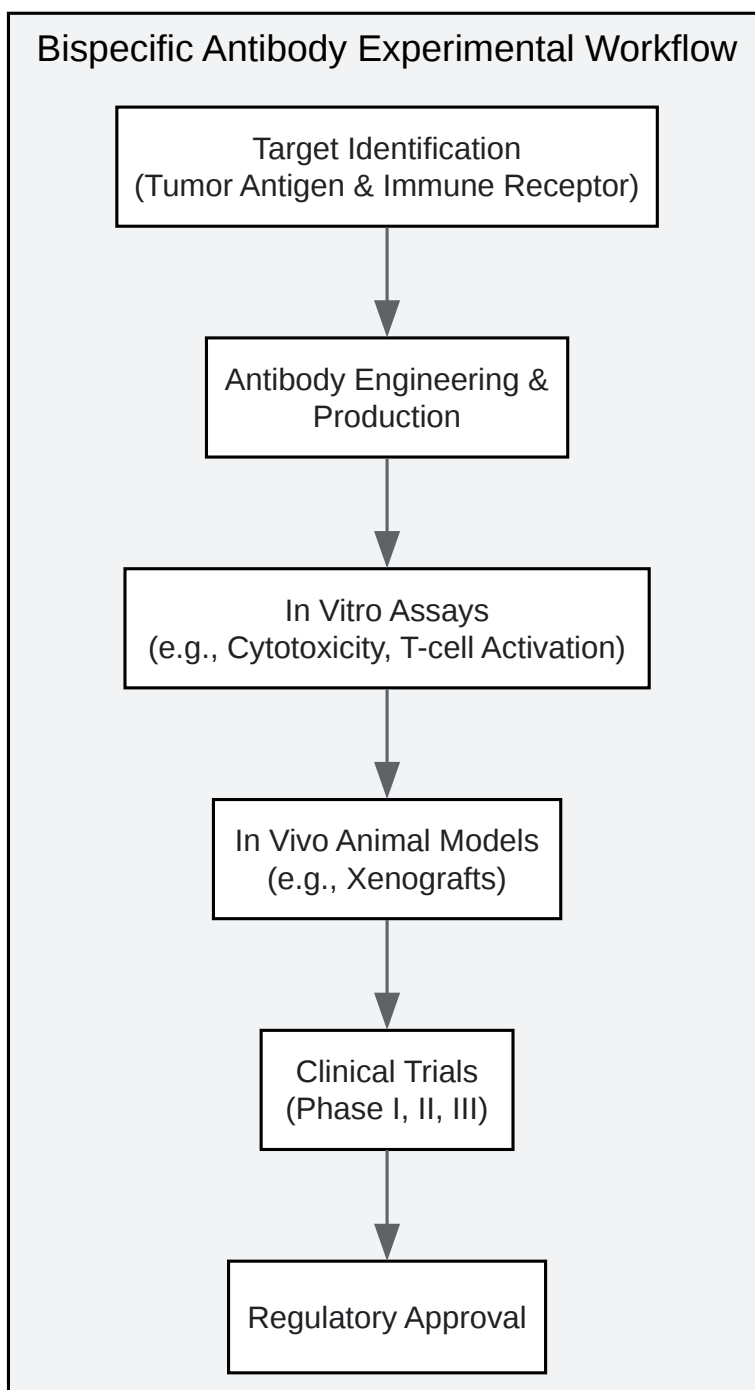 Bispecific Antibody Experimental Workflow
Target Identification
(Tumor Antigen & Immune Receptor)
Antibody Engineering &
Production
In Vitro Assays
(e.g., Cytotoxicity, T-cell Activation)
In Vivo Animal Models
(e.g., Xenografts)
Clinical Trials
(Phase I, II, III)
Regulatory Approval